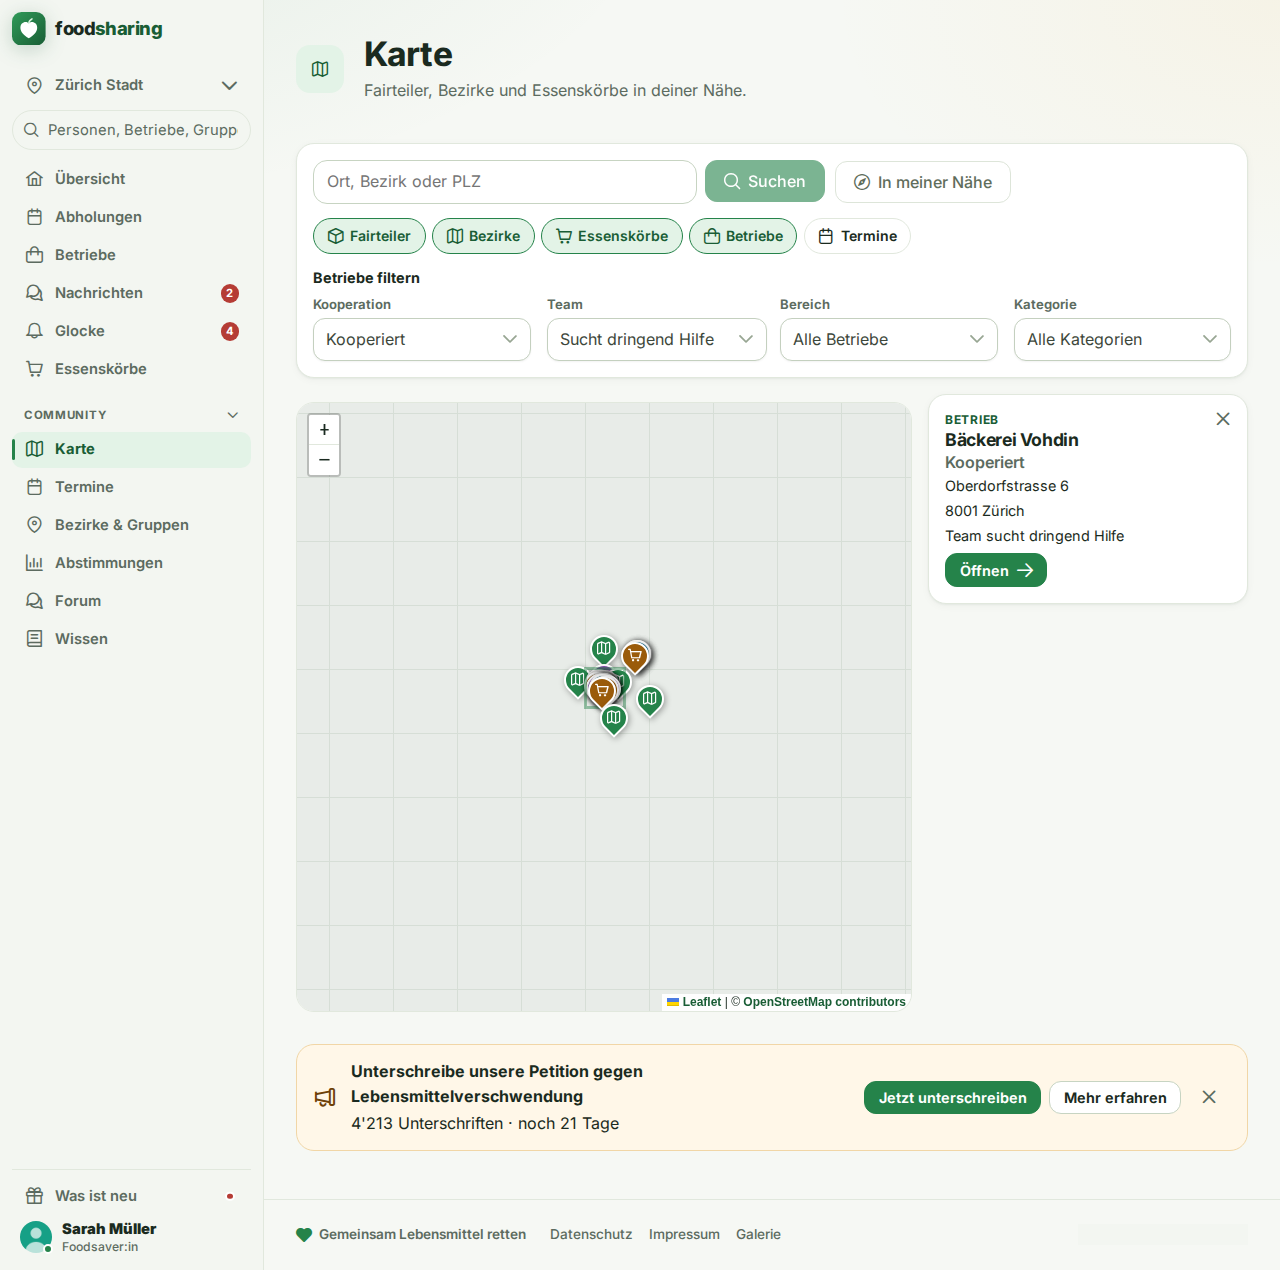 foodsharing
Zürich Stadt
Personen, Betriebe, Grupp
Übersicht
Abholungen
Betriebe
Nachrichten 2
Glocke 4
Essenskörbe
COMMUNITY
Karte
Termine
Bezirke & Gruppen
Abstimmungen
Forum
Wissen
Was ist neu
Sarah Müller
Foodsaver:in
Karte
Fairteiler, Bezirke und Essenskörbe in deiner Nähe.
Ort, Bezirk oder PLZ
Suchen
In meiner Nähe
Fairteiler
Bezirke
Essenskörbe
Betriebe
Termine
Betriebe filtern
Kooperation
Team
Bereich
Kategorie
Kooperiert
Sucht dringend Hilfe
Alle Betriebe
Alle Kategorien
+
−
Leaflet | © OpenStreetMap contributors
BETRIEB
Bäckerei Vohdin
Kooperiert
Oberdorfstrasse 6
8001 Zürich
Team sucht dringend Hilfe
Öffnen
Unterschreibe unsere Petition gegen
Lebensmittelverschwendung
4'213 Unterschriften · noch 21 Tage
Jetzt unterschreiben
Mehr erfahren
Gemeinsam Lebensmittel retten
Datenschutz
Impressum
Galerie